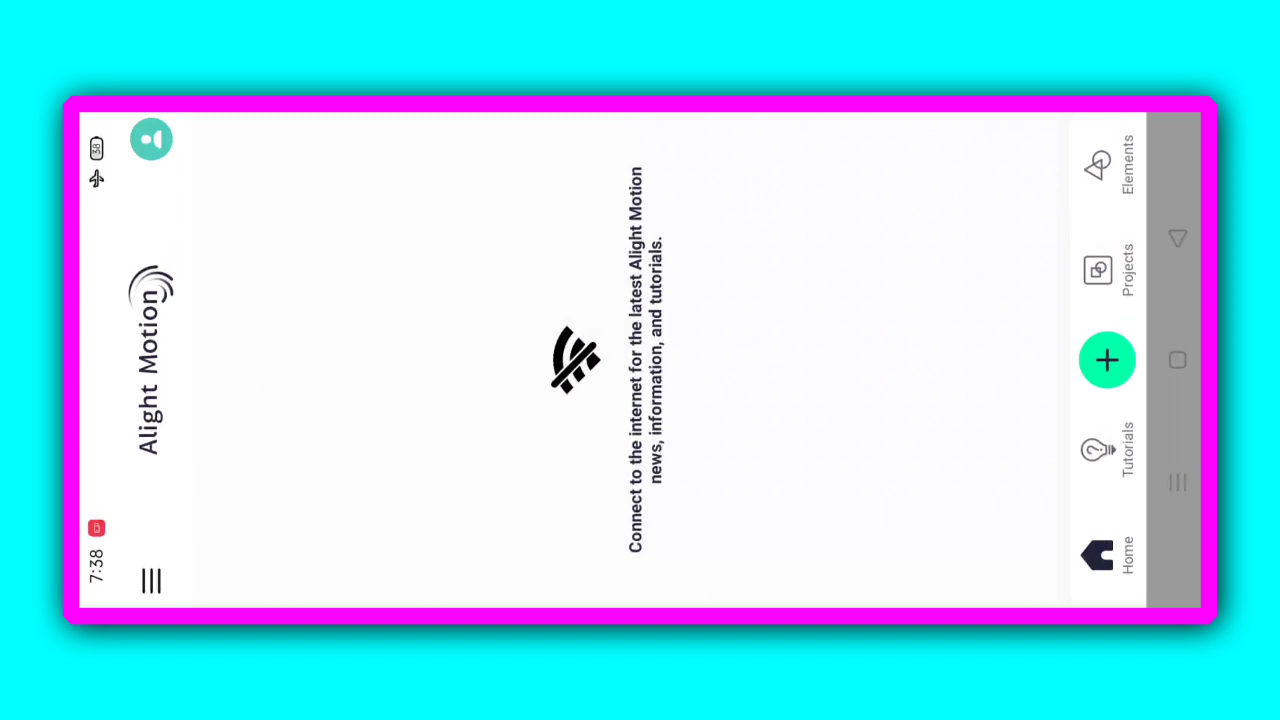 7:38
38
Alight Motion
Connect to the internet for the latest Alight Motion
news, information, and tutorials.
Home
Tutorials
Projects
Elements